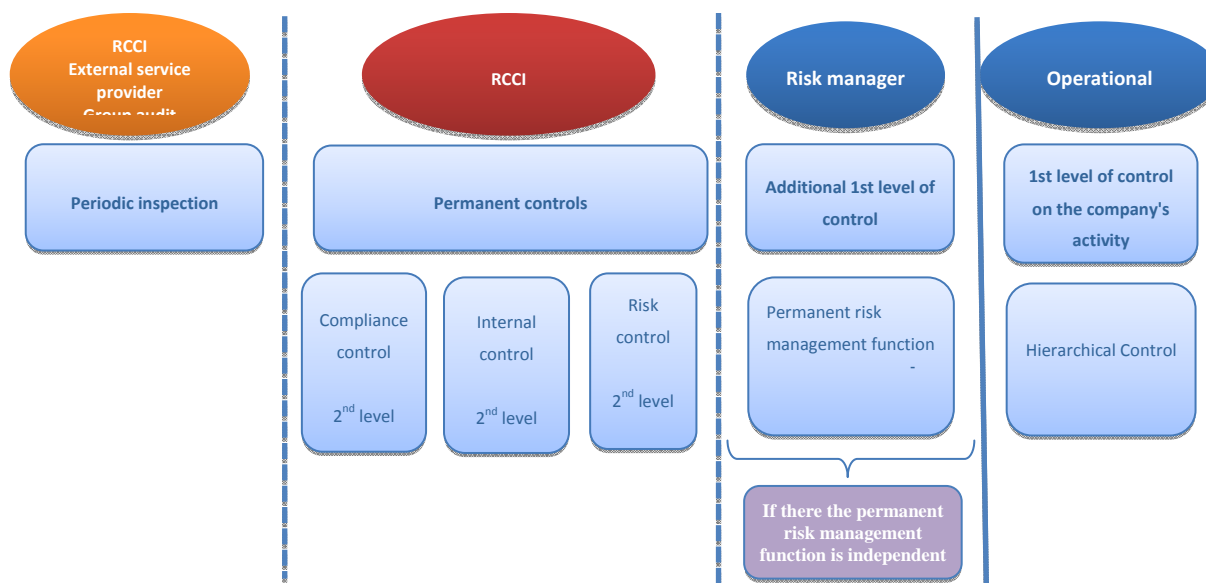 RCCI
External service
provider
Group audit
RCCI
Risk manager
Operational
Periodic inspection
Permanent controls
Additional 1st level of
control
1st level of control
on the company's
activity
Compliance
control
2nd level
Internal
control
2nd level
Risk
control
2nd level
Permanent risk
management function
-
Hierarchical Control
If there the permanent
risk management
function is independent